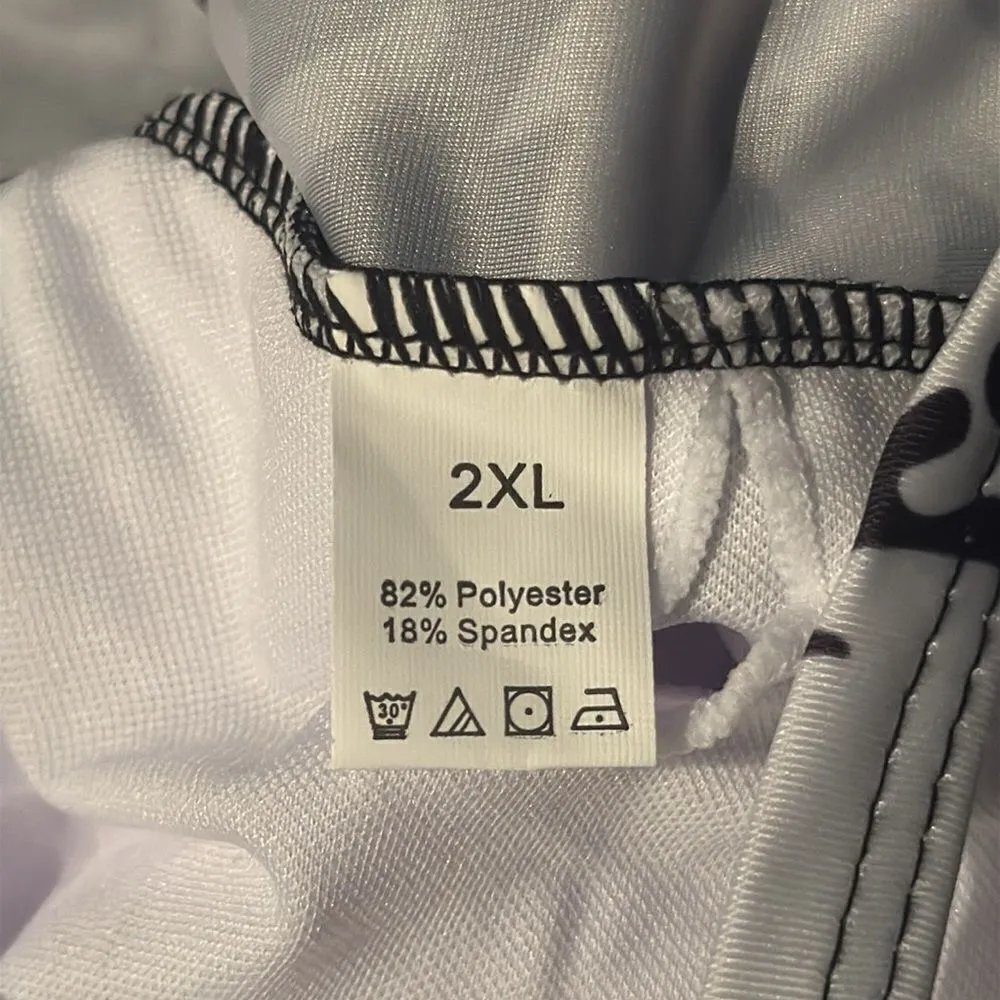 2XL
82% Polyester
18% Spandex
30°